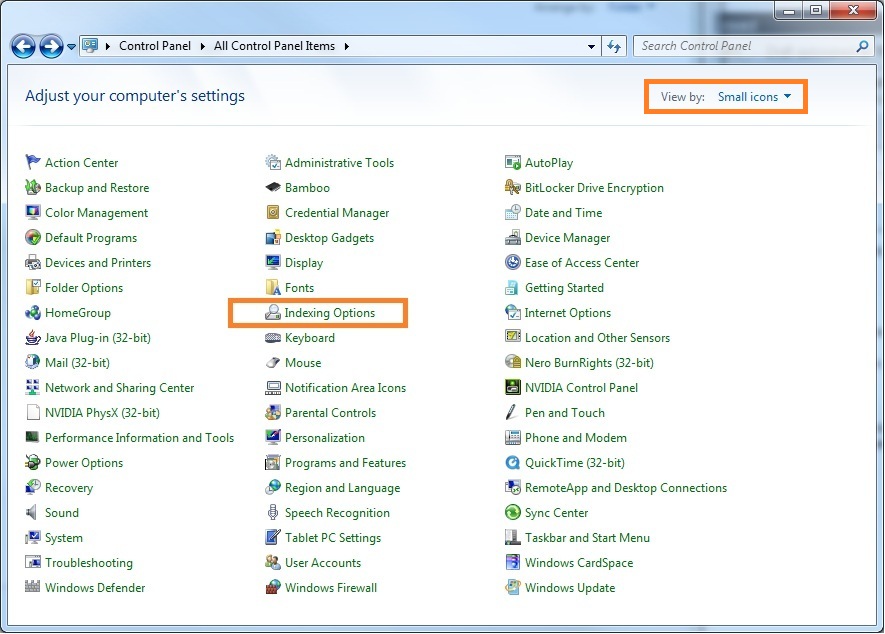 Control Panel All Control Panel Items Search Control Panel
Adjust your computer's settings View by: Small icons
Action Center Administrative Tools AutoPlay
Backup and Restore Bamboo BitLocker Drive Encryption
Color Management Credential Manager Date and Time
Default Programs Desktop Gadgets Device Manager
Devices and Printers Display Ease of Access Center
Folder Options Fonts Getting Started
HomeGroup Indexing Options Internet Options
Java Plug-in (32-bit) Keyboard Location and Other Sensors
Mail (32-bit) Mouse Nero BurnRights (32-bit)
Network and Sharing Center Notification Area Icons NVIDIA Control Panel
NVIDIA PhysX (32-bit) Parental Controls Pen and Touch
Performance Information and Tools Personalization Phone and Modem
Power Options Programs and Features QuickTime (32-bit)
Recovery Region and Language RemoteApp and Desktop Connections
Sound Speech Recognition Sync Center
System Tablet PC Settings Taskbar and Start Menu
Troubleshooting User Accounts Windows CardSpace
Windows Defender Windows Firewall Windows Update